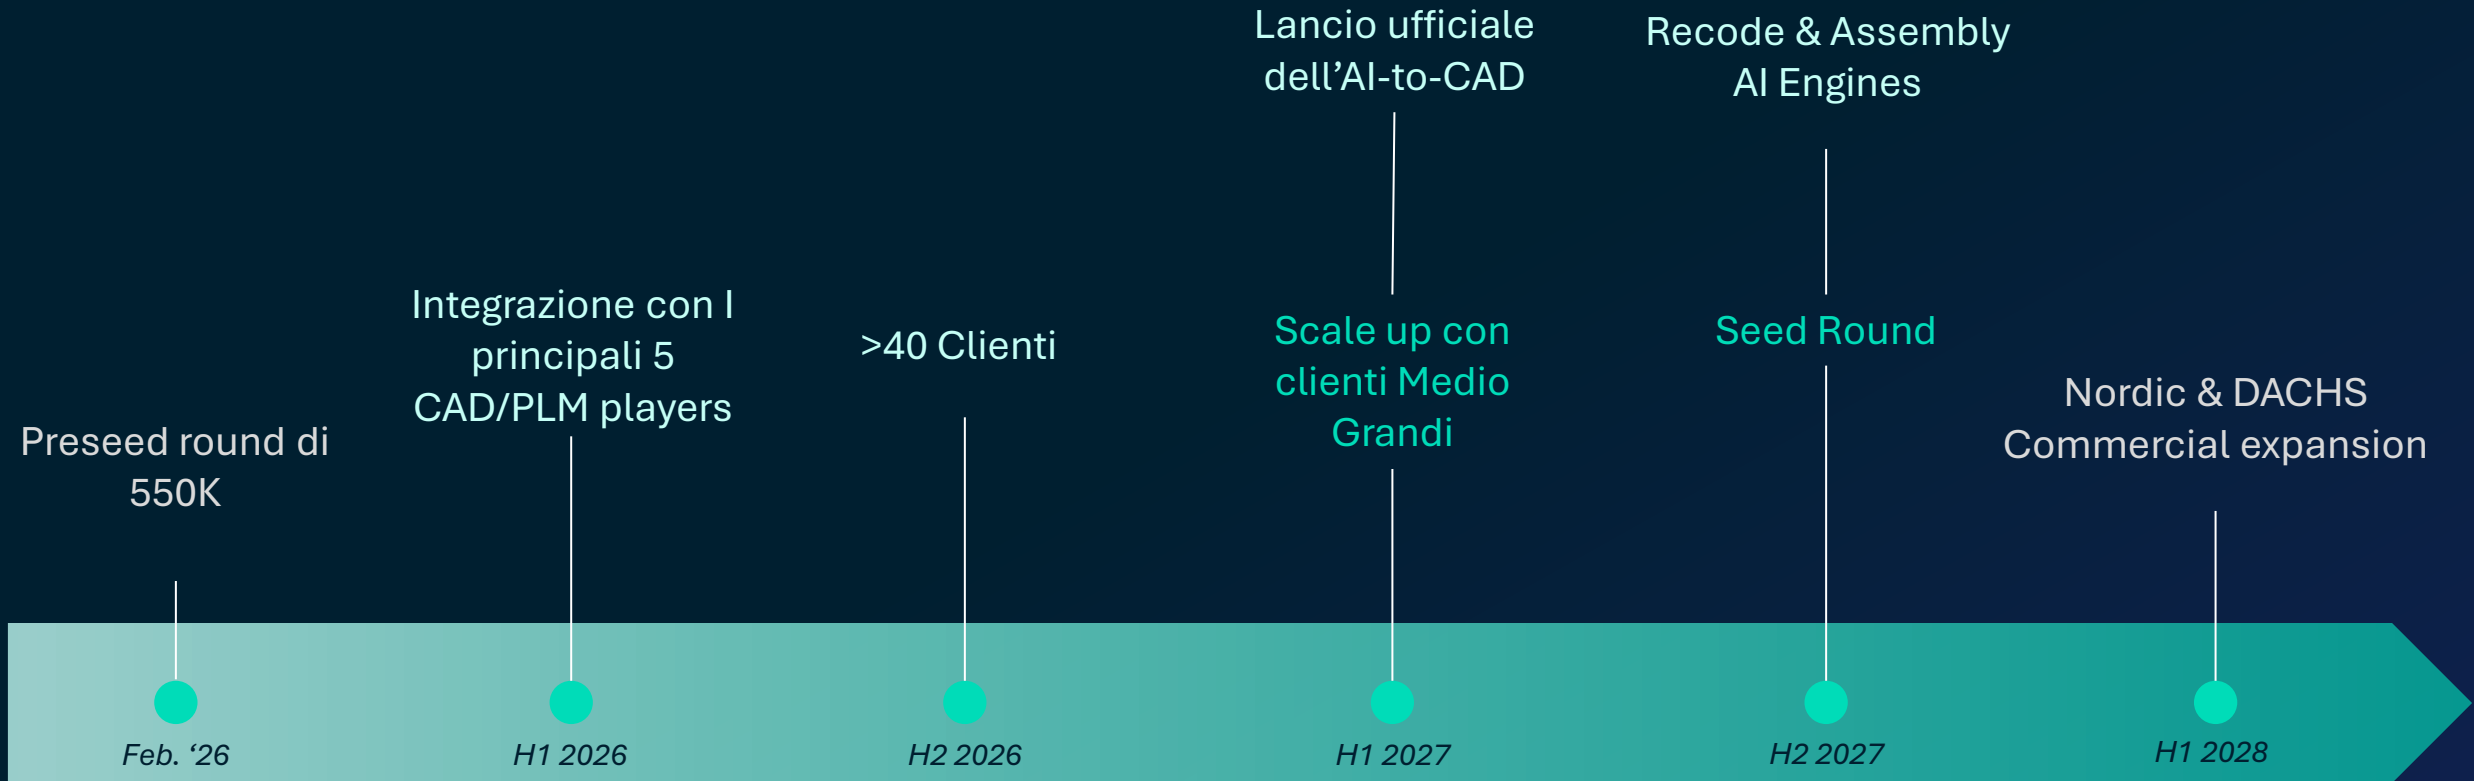 Preseed round di
550K
Feb. ‘26
Integrazione con I
principali 5
CAD/PLM players
H1 2026
>40 Clienti
H2 2026
Lancio ufficiale
dell’AI-to-CAD
Scale up con
clienti Medio
Grandi
H1 2027
Recode & Assembly
AI Engines
Seed Round
H2 2027
Nordic & DACHS
Commercial expansion
H1 2028